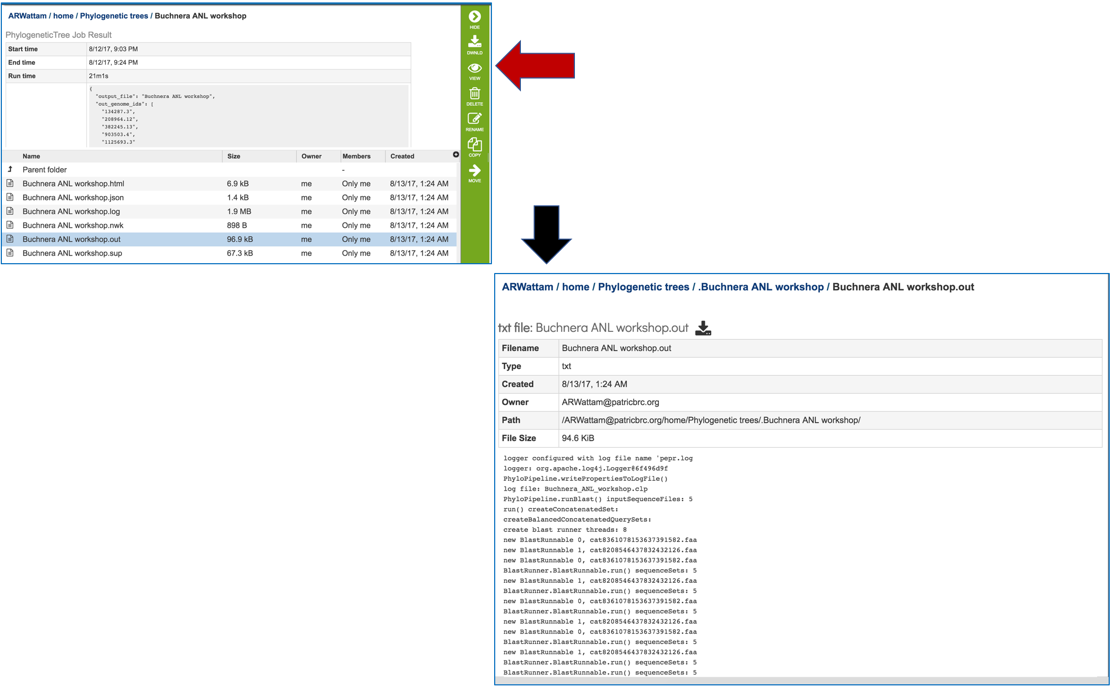 ARWattam / home / Phylogenetic trees / Buchnera ANL workshop
PhylogeneticTree Job Result
Start time 8/12/17, 9:03 PM
End time 8/12/17, 9:24 PM
Run time 21m1s
{
"output_file": "Buchnera ANL workshop",
"out_genome_ids": [
"134287.3",
"208964.12",
"382245.13",
"903503.4",
"1125693.3"
HIDE
DWNLD
VIEW
DELETE
RENAME
COPY
MOVE
Name Size Owner Members Created
Parent folder -
Buchnera ANL workshop.html 6.9 kB me Only me 8/13/17, 1:24 AM
Buchnera ANL workshop.json 1.4 kB me Only me 8/13/17, 1:24 AM
Buchnera ANL workshop.log 1.9 MB me Only me 8/13/17, 1:24 AM
Buchnera ANL workshop.nwk 898 B me Only me 8/13/17, 1:24 AM
Buchnera ANL workshop.out 96.9 kB me Only me 8/13/17, 1:24 AM
Buchnera ANL workshop.sup 67.3 kB me Only me 8/13/17, 1:24 AM
ARWattam / home / Phylogenetic trees / .Buchnera ANL workshop / Buchnera ANL workshop.out
txt file: Buchnera ANL workshop.out
Filename Buchnera ANL workshop.out
Type txt
Created 8/13/17, 1:24 AM
Owner ARWattam@patricbrc.org
Path /ARWattam@patricbrc.org/home/Phylogenetic trees/.Buchnera ANL workshop/
File Size 94.6 KiB
logger configured with log file name 'pepr.log
logger: org.apache.log4j.Logger@6f496d9f
PhyloPipeline.writePropertiesToLogFile()
log file: Buchnera_ANL_workshop.clp
PhyloPipeline.runBlast() inputSequenceFiles: 5
run() createConcatenatedSet:
createBalancedConcatenatedQuerySets:
create blast runner threads: 8
new BlastRunnable 0, cat8361078153637391582.faa
new BlastRunnable 1, cat8208546437832432126.faa
new BlastRunnable 0, cat8361078153637391582.faa
BlastRunner.BlastRunnable.run() sequenceSets: 5
new BlastRunnable 1, cat8208546437832432126.faa
BlastRunner.BlastRunnable.run() sequenceSets: 5
new BlastRunnable 0, cat8361078153637391582.faa
BlastRunner.BlastRunnable.run() sequenceSets: 5
new BlastRunnable 1, cat8208546437832432126.faa
new BlastRunnable 0, cat8361078153637391582.faa
BlastRunner.BlastRunnable.run() sequenceSets: 5
new BlastRunnable 1, cat8208546437832432126.faa
BlastRunner.BlastRunnable.run() sequenceSets: 5
BlastRunner.BlastRunnable.run() sequenceSets: 5